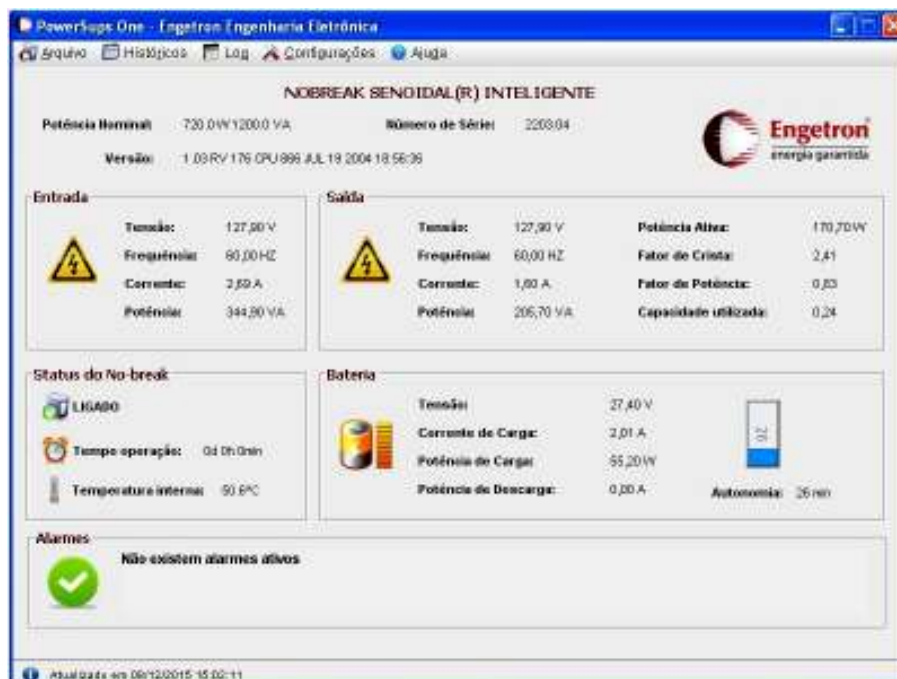 PowerSups One - Engetron Engenharia Eletrônica
Arquivo Históricos Log Configurações Ajuda
NOBREAK SENOIDAL(R) INTELIGENTE
Potência Nominal: 720.0W 1200.0 VA Número de Série: 220304
Versão: 1.03 RV 176 CPU 866 JUL 19 2004 18:56:36
Engetron
energia garantida
Entrada
Tensão: 127,90 V
Frequência: 60,00 HZ
Corrente: 2,69 A
Potência: 344,90 VA
Saída
Tensão: 127,90 V Potência Ativa: 170,70 W
Frequência: 60,00 HZ Fator de Crista: 2,41
Corrente: 1,60 A Fator de Potência: 0,83
Potência: 206,70 VA Capacidade utilizada: 0,24
Status do No-break
LIGADO
Tempo operação: 0d 0h 0min
Temperatura interna: 50.6ºC
Bateria
Tensão: 27,40 V
Corrente de Carga: 2,01 A
Potência de Carga: 55,20 W
Potência de Descarga: 0,00 A
26
Autonomia: 26 min
Alarmes
Não existem alarmes ativos
Atualizado em 09/12/2015 15:02:11